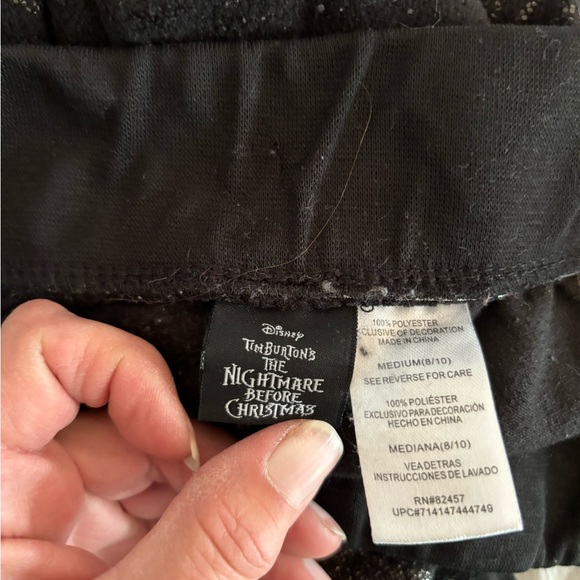 Disney
TIM BURTON'S
THE
NIGHTMARE
BEFORE
CHRISTMAS
100% POLYESTER
CLUSIVE OF DECORATION
MADE IN CHINA
MEDIUM(8/10)
SEE REVERSE FOR CARE
100% POLIÉSTER
EXCLUSIVO PARA DECORACIÓN
HECHO EN CHINA
MEDIANA(8/10)
VEA DETRAS
INSTRUCCIONES DE LAVADO
RN#82457
UPC#714147444749